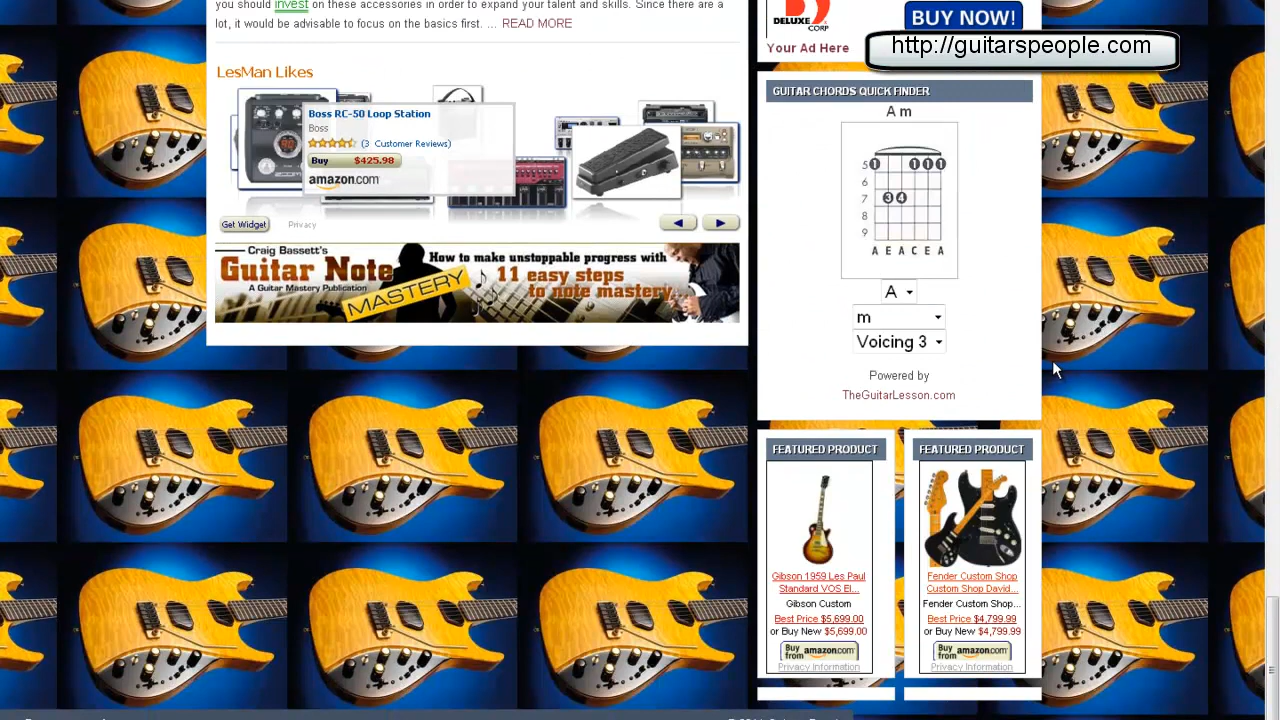 you should invest on these accessories in order to expand your talent and skills. Since there are a
lot, it would be advisable to focus on the basics first. ... READ MORE
LesMan Likes
Boss RC-50 Loop Station
Boss
(3 Customer Reviews)
Buy $425.98
amazon.com
Get Widget
Privacy
Craig Bassett's
Guitar Note
A Guitar Mastery Publication
MASTERY
How to make unstoppable progress with
11 easy steps
to note mastery
DELUXE
CORP
BUY NOW!
Your Ad Here
http://guitarspeople.com
GUITAR CHORDS QUICK FINDER
A m
5 1 1 1 1
6
7 3 4
8
9
A E A C E A
A
m
Voicing 3
Powered by
TheGuitarLesson.com
FEATURED PRODUCT
Gibson 1959 Les Paul
Standard VOS El...
Gibson Custom
Best Price $5,699.00
or Buy New $5,699.00
Buy from amazon.com
Privacy Information
FEATURED PRODUCT
Fender Custom Shop
Custom Shop David...
Fender Custom Shop...
Best Price $4,799.99
or Buy New $4,799.99
Buy from amazon.com
Privacy Information